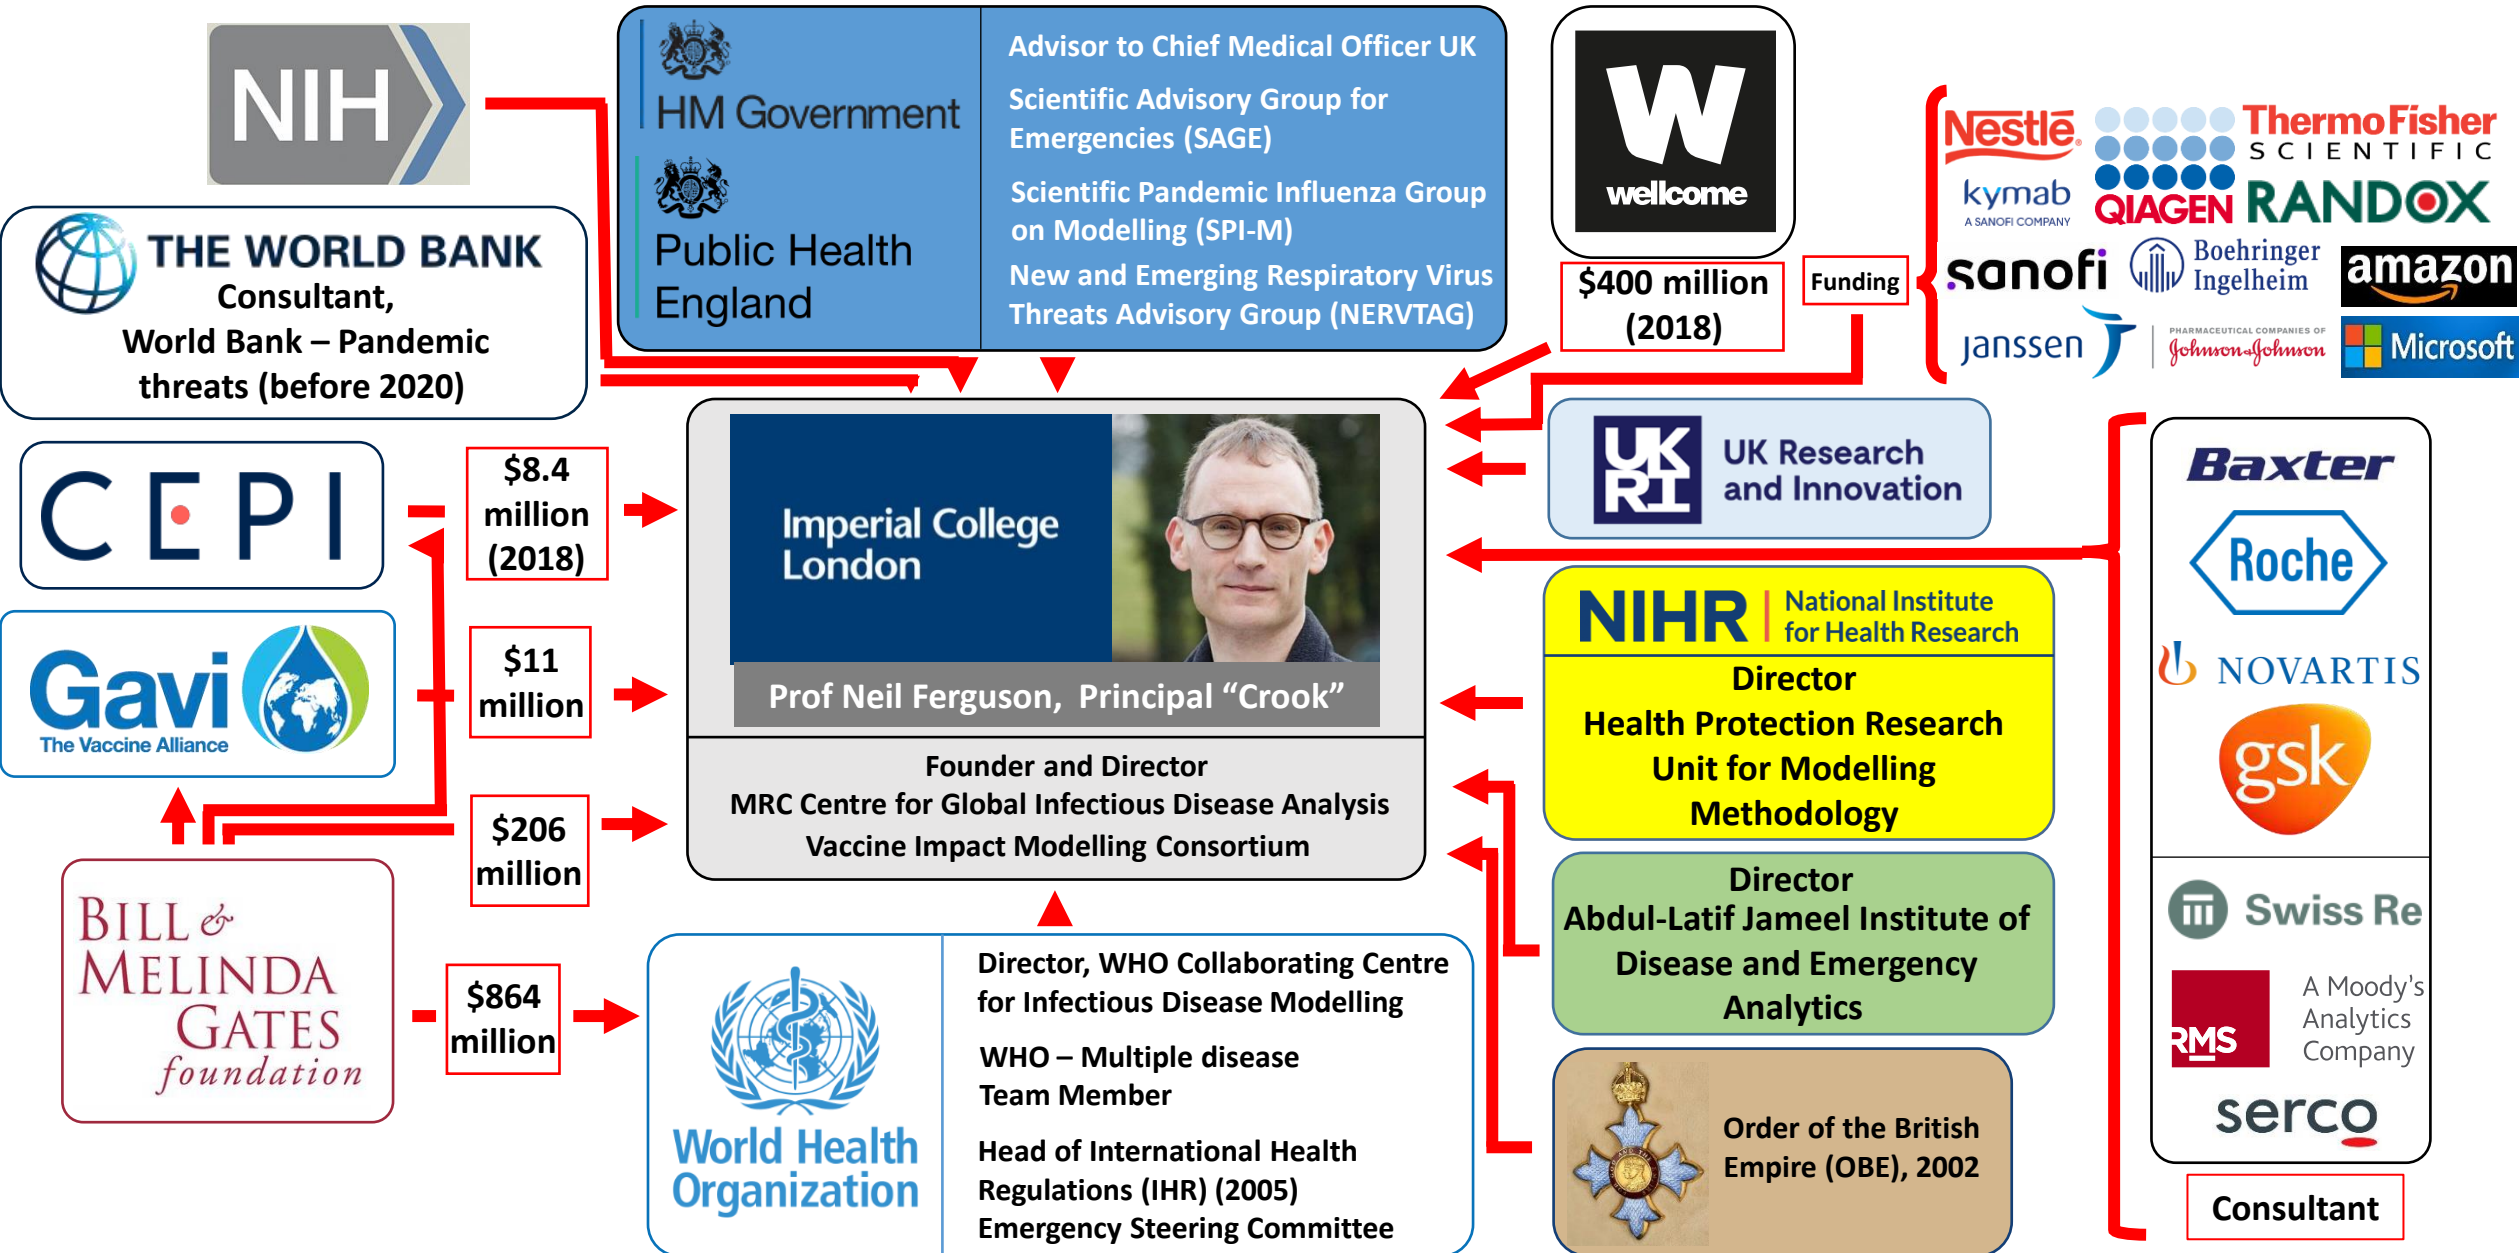 NIH
HM Government
Public Health
England
Advisor to Chief Medical Officer UK
Scientific Advisory Group for
Emergencies (SAGE)
Scientific Pandemic Influenza Group
on Modelling (SPI-M)
New and Emerging Respiratory Virus
Threats Advisory Group (NERVTAG)
W
wellcome
$400 million
(2018)
Funding
Nestlē
ThermoFisher
SCIENTIFIC
kymab
A SANOFI COMPANY
QIAGEN
RANDOX
sanofi
Boehringer
Ingelheim
amazon
janssen
PHARMACEUTICAL COMPANIES OF
Johnson & Johnson
Microsoft
THE WORLD BANK
Consultant,
World Bank – Pandemic
threats (before 2020)
CEPI
$8.4
million
(2018)
Gavi
The Vaccine Alliance
$11
million
$206
million
BILL &
MELINDA
GATES
foundation
$864
million
Imperial College
London
Prof Neil Ferguson,  Principal “Crook”
Founder and Director
MRC Centre for Global Infectious Disease Analysis
Vaccine Impact Modelling Consortium
World Health
Organization
Director, WHO Collaborating Centre
for Infectious Disease Modelling
WHO – Multiple disease
Team Member
Head of International Health
Regulations (IHR) (2005)
Emergency Steering Committee
UK
RI
UK Research
and Innovation
NIHR
National Institute
for Health Research
Director
Health Protection Research
Unit for Modelling
Methodology
Director
Abdul-Latif Jameel Institute of
Disease and Emergency
Analytics
Order of the British
Empire (OBE), 2002
Baxter
Roche
NOVARTIS
gsk
Swiss Re
RMS
A Moody's
Analytics
Company
serco
Consultant